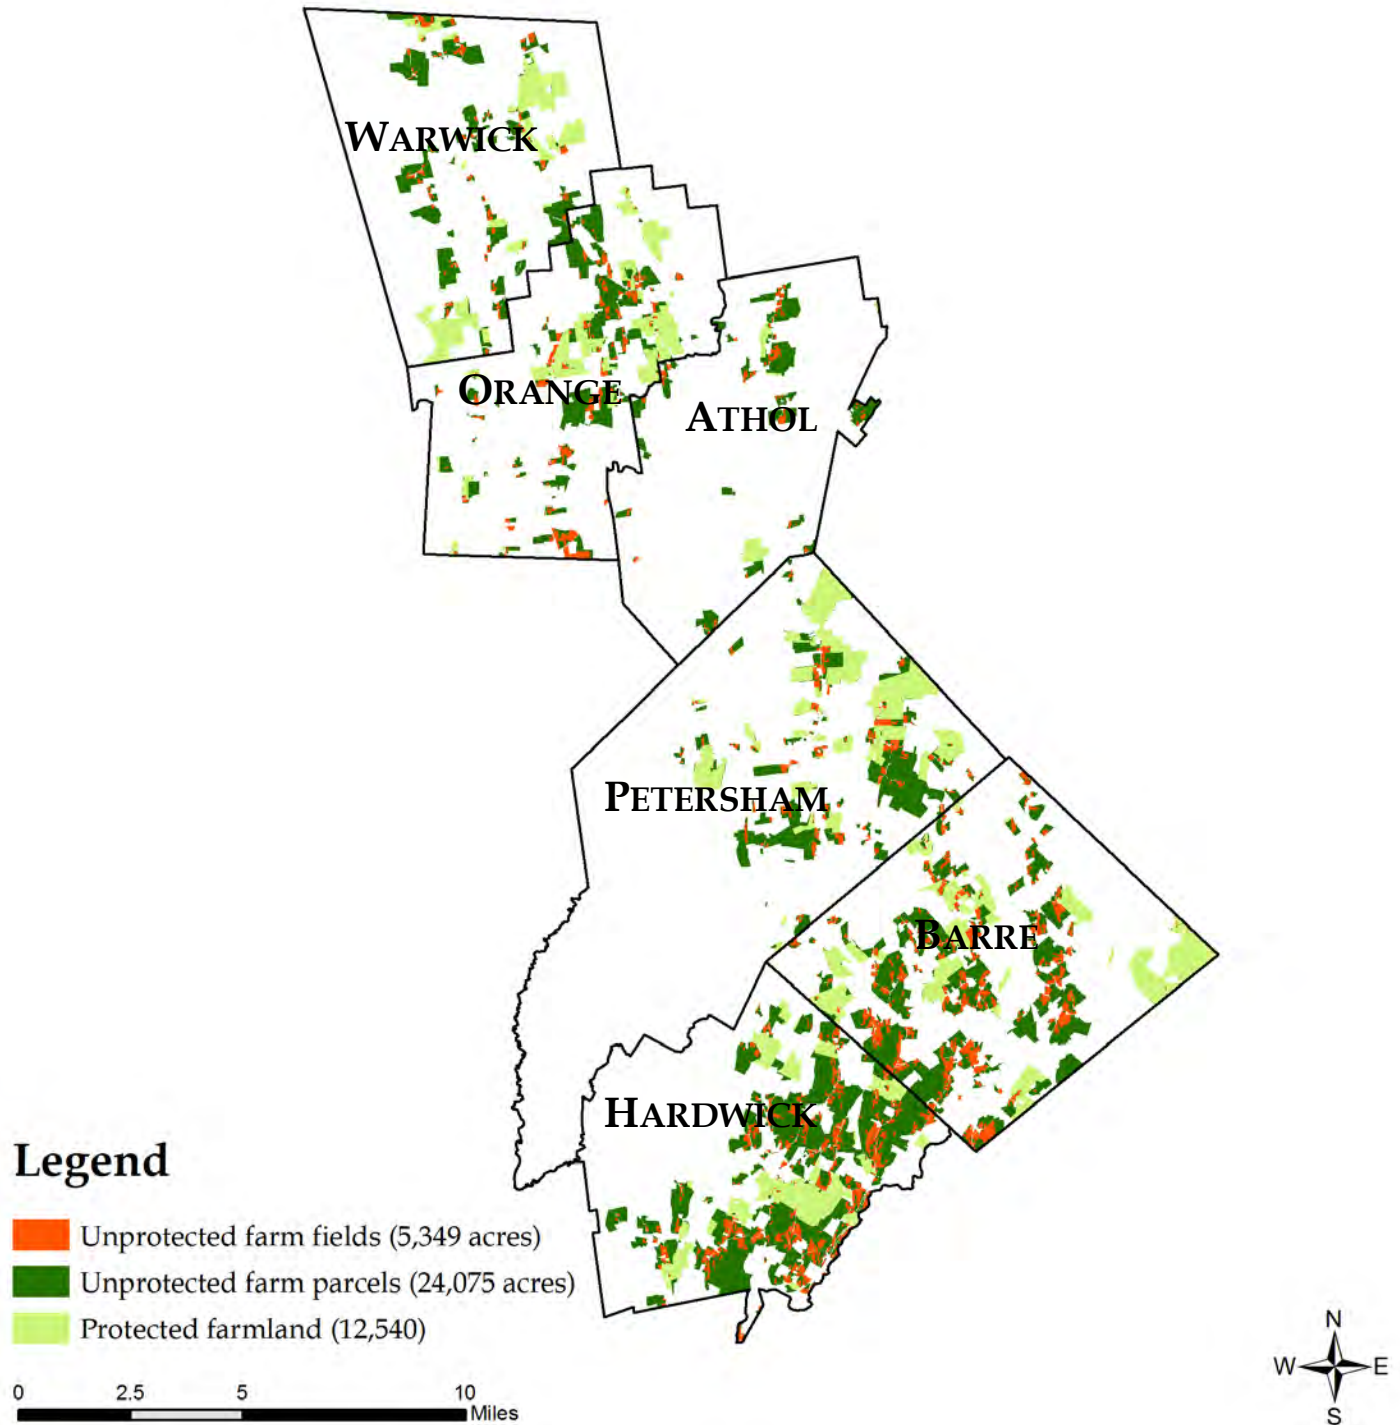 WARWICK
ORANGE
ATHOL
PETERSHAM
BARRE
HARDWICK
Legend
Unprotected farm fields (5,349 acres)
Unprotected farm parcels (24,075 acres)
Protected farmland (12,540)
0 2.5 5 10
Miles
N
W E
S